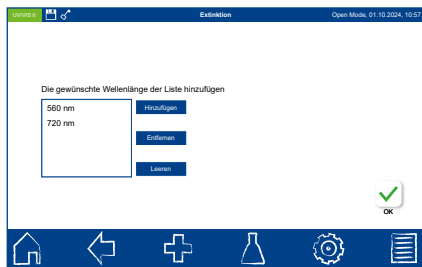 UV/VIS II Extinktion Open Mode, 01.10.2024, 10:57
Die gewünschte Wellenlänge der Liste hinzufügen
560 nm Hinzufügen
720 nm
Entfernen
Leeren
OK